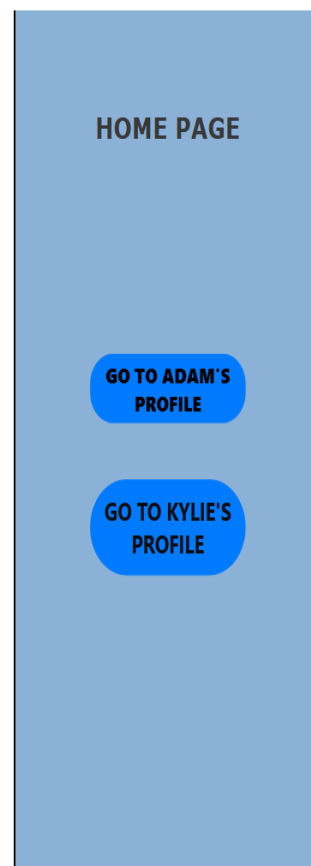 HOME PAGE
GO TO ADAM'S
PROFILE
GO TO KYLIE'S
PROFILE